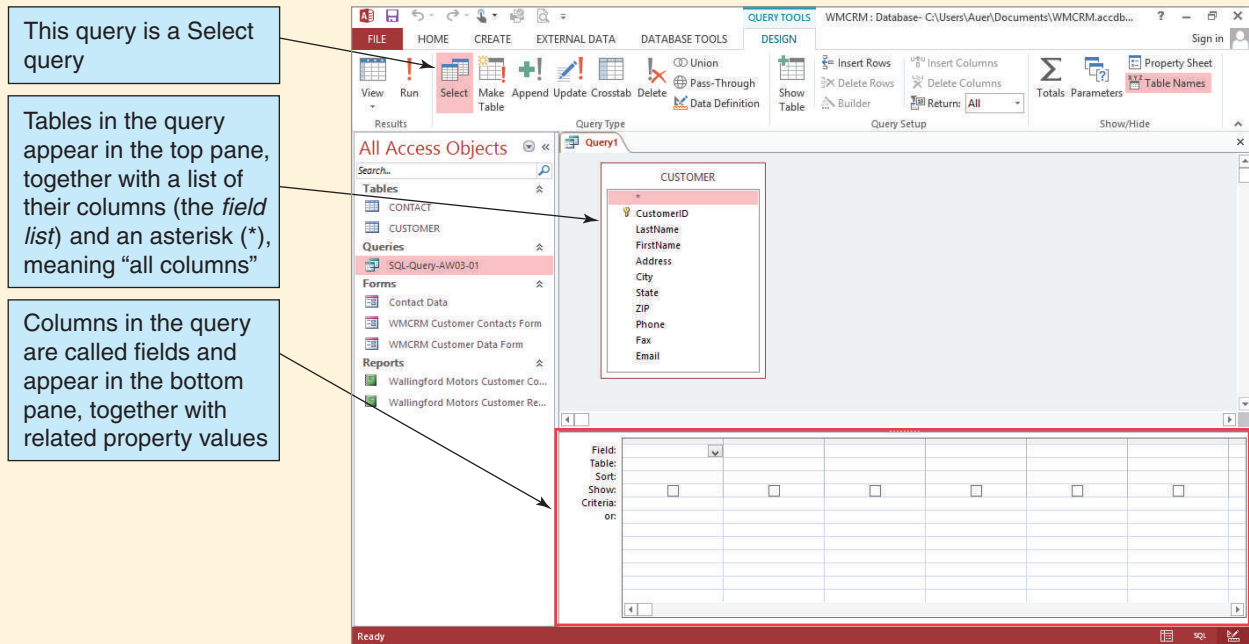 This query is a Select
query
Tables in the query
appear in the top pane,
together with a list of
their columns (the field
list) and an asterisk (*),
meaning “all columns”
Columns in the query
are called fields and
appear in the bottom
pane, together with
related property values
QUERY TOOLS WMCRM : Database- C:\Users\Auer\Documents\WMCRM.accdb... ?
FILE HOME CREATE EXTERNAL DATA DATABASE TOOLS DESIGN Sign in
View
Run
Select
Make
Table
Append
Update
Crosstab
Delete
Union
Pass-Through
Data Definition
Show
Table
Insert Rows
Delete Rows
Builder
Insert Columns
Delete Columns
Return: All
Totals
Parameters
Property Sheet
Table Names
Results
Query Type
Query Setup
Show/Hide
All Access Objects «
Search...
Tables
CONTACT
CUSTOMER
Queries
SQL-Query-AW03-01
Forms
Contact Data
WMCRM Customer Contacts Form
WMCRM Customer Data Form
Reports
Wallingford Motors Customer Co...
Wallingford Motors Customer Re...
Query1
CUSTOMER
*
CustomerID
LastName
FirstName
Address
City
State
ZIP
Phone
Fax
Email
Field:
Table:
Sort:
Show:
Criteria:
or:
Ready
SQL